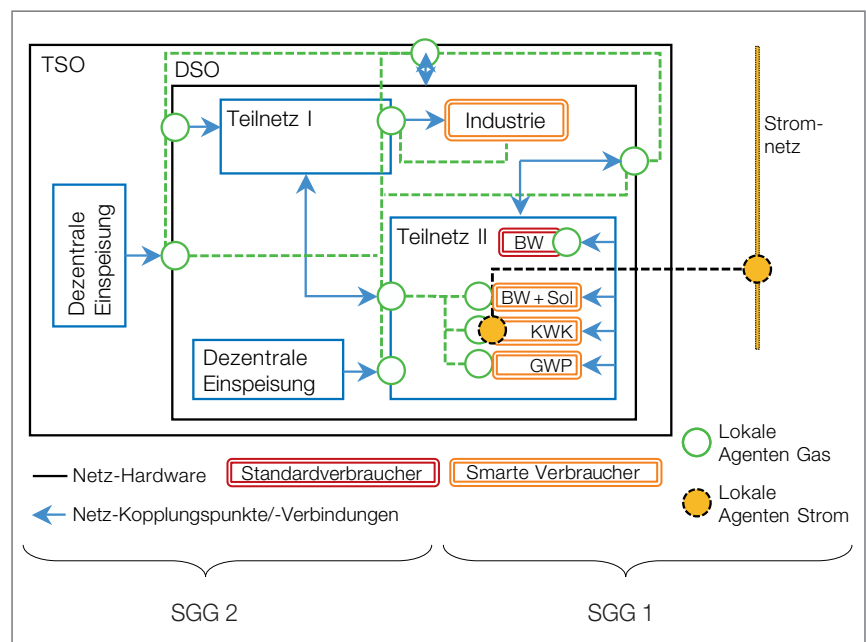 TSO
DSO
Teilnetz I
Industrie
Strom-
netz
Dezentrale
Einspeisung
Teilnetz II
BW
BW + Sol
KWK
GWP
Dezentrale
Einspeisung
Lokale
Agenten Gas
Netz-Hardware
Standardverbraucher
Smarte Verbraucher
Netz-Kopplungspunkte/-Verbindungen
Lokale
Agenten Strom
SGG 2
SGG 1